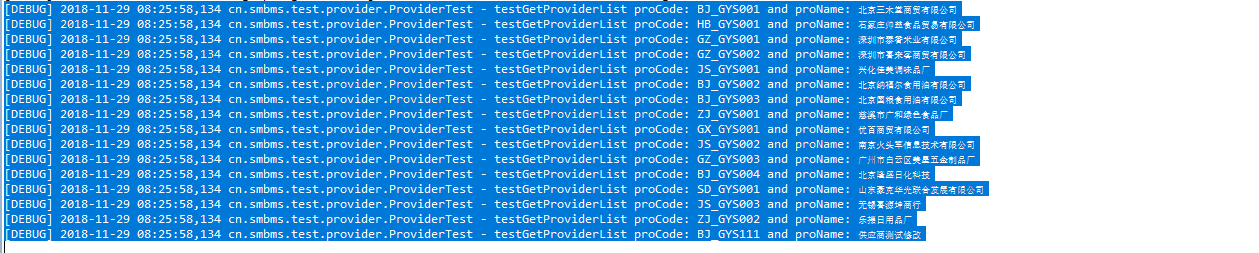 [DEBUG] 2018-11-29 08:25:58,134 cn.smbms.test.provider.ProviderTest - testGetProviderList proCode: BJ_GYS001 and proName: 北京三木堂商贸有限公司
[DEBUG] 2018-11-29 08:25:58,134 cn.smbms.test.provider.ProviderTest - testGetProviderList proCode: HB_GYS001 and proName: 石家庄帅益食品贸易有限公司
[DEBUG] 2018-11-29 08:25:58,134 cn.smbms.test.provider.ProviderTest - testGetProviderList proCode: GZ_GYS001 and proName: 深圳市泰香米业有限公司
[DEBUG] 2018-11-29 08:25:58,134 cn.smbms.test.provider.ProviderTest - testGetProviderList proCode: GZ_GYS002 and proName: 深圳市喜来客商贸有限公司
[DEBUG] 2018-11-29 08:25:58,134 cn.smbms.test.provider.ProviderTest - testGetProviderList proCode: JS_GYS001 and proName: 兴化佳美调味品厂
[DEBUG] 2018-11-29 08:25:58,134 cn.smbms.test.provider.ProviderTest - testGetProviderList proCode: BJ_GYS002 and proName: 北京纳福尔食用油有限公司
[DEBUG] 2018-11-29 08:25:58,134 cn.smbms.test.provider.ProviderTest - testGetProviderList proCode: BJ_GYS003 and proName: 北京国粮食用油有限公司
[DEBUG] 2018-11-29 08:25:58,134 cn.smbms.test.provider.ProviderTest - testGetProviderList proCode: ZJ_GYS001 and proName: 慈溪市广和绿色食品厂
[DEBUG] 2018-11-29 08:25:58,134 cn.smbms.test.provider.ProviderTest - testGetProviderList proCode: GX_GYS001 and proName: 优百商贸有限公司
[DEBUG] 2018-11-29 08:25:58,134 cn.smbms.test.provider.ProviderTest - testGetProviderList proCode: JS_GYS002 and proName: 南京火头军信息技术有限公司
[DEBUG] 2018-11-29 08:25:58,134 cn.smbms.test.provider.ProviderTest - testGetProviderList proCode: GZ_GYS003 and proName: 广州市白云区美星五金制品厂
[DEBUG] 2018-11-29 08:25:58,134 cn.smbms.test.provider.ProviderTest - testGetProviderList proCode: BJ_GYS004 and proName: 北京隆盛日化科技
[DEBUG] 2018-11-29 08:25:58,134 cn.smbms.test.provider.ProviderTest - testGetProviderList proCode: SD_GYS001 and proName: 山东豪克华光联合发展有限公司
[DEBUG] 2018-11-29 08:25:58,134 cn.smbms.test.provider.ProviderTest - testGetProviderList proCode: JS_GYS003 and proName: 无锡喜源坤商行
[DEBUG] 2018-11-29 08:25:58,134 cn.smbms.test.provider.ProviderTest - testGetProviderList proCode: ZJ_GYS002 and proName: 乐摆日用品厂
[DEBUG] 2018-11-29 08:25:58,134 cn.smbms.test.provider.ProviderTest - testGetProviderList proCode: BJ_GYS111 and proName: 供应商测试修改